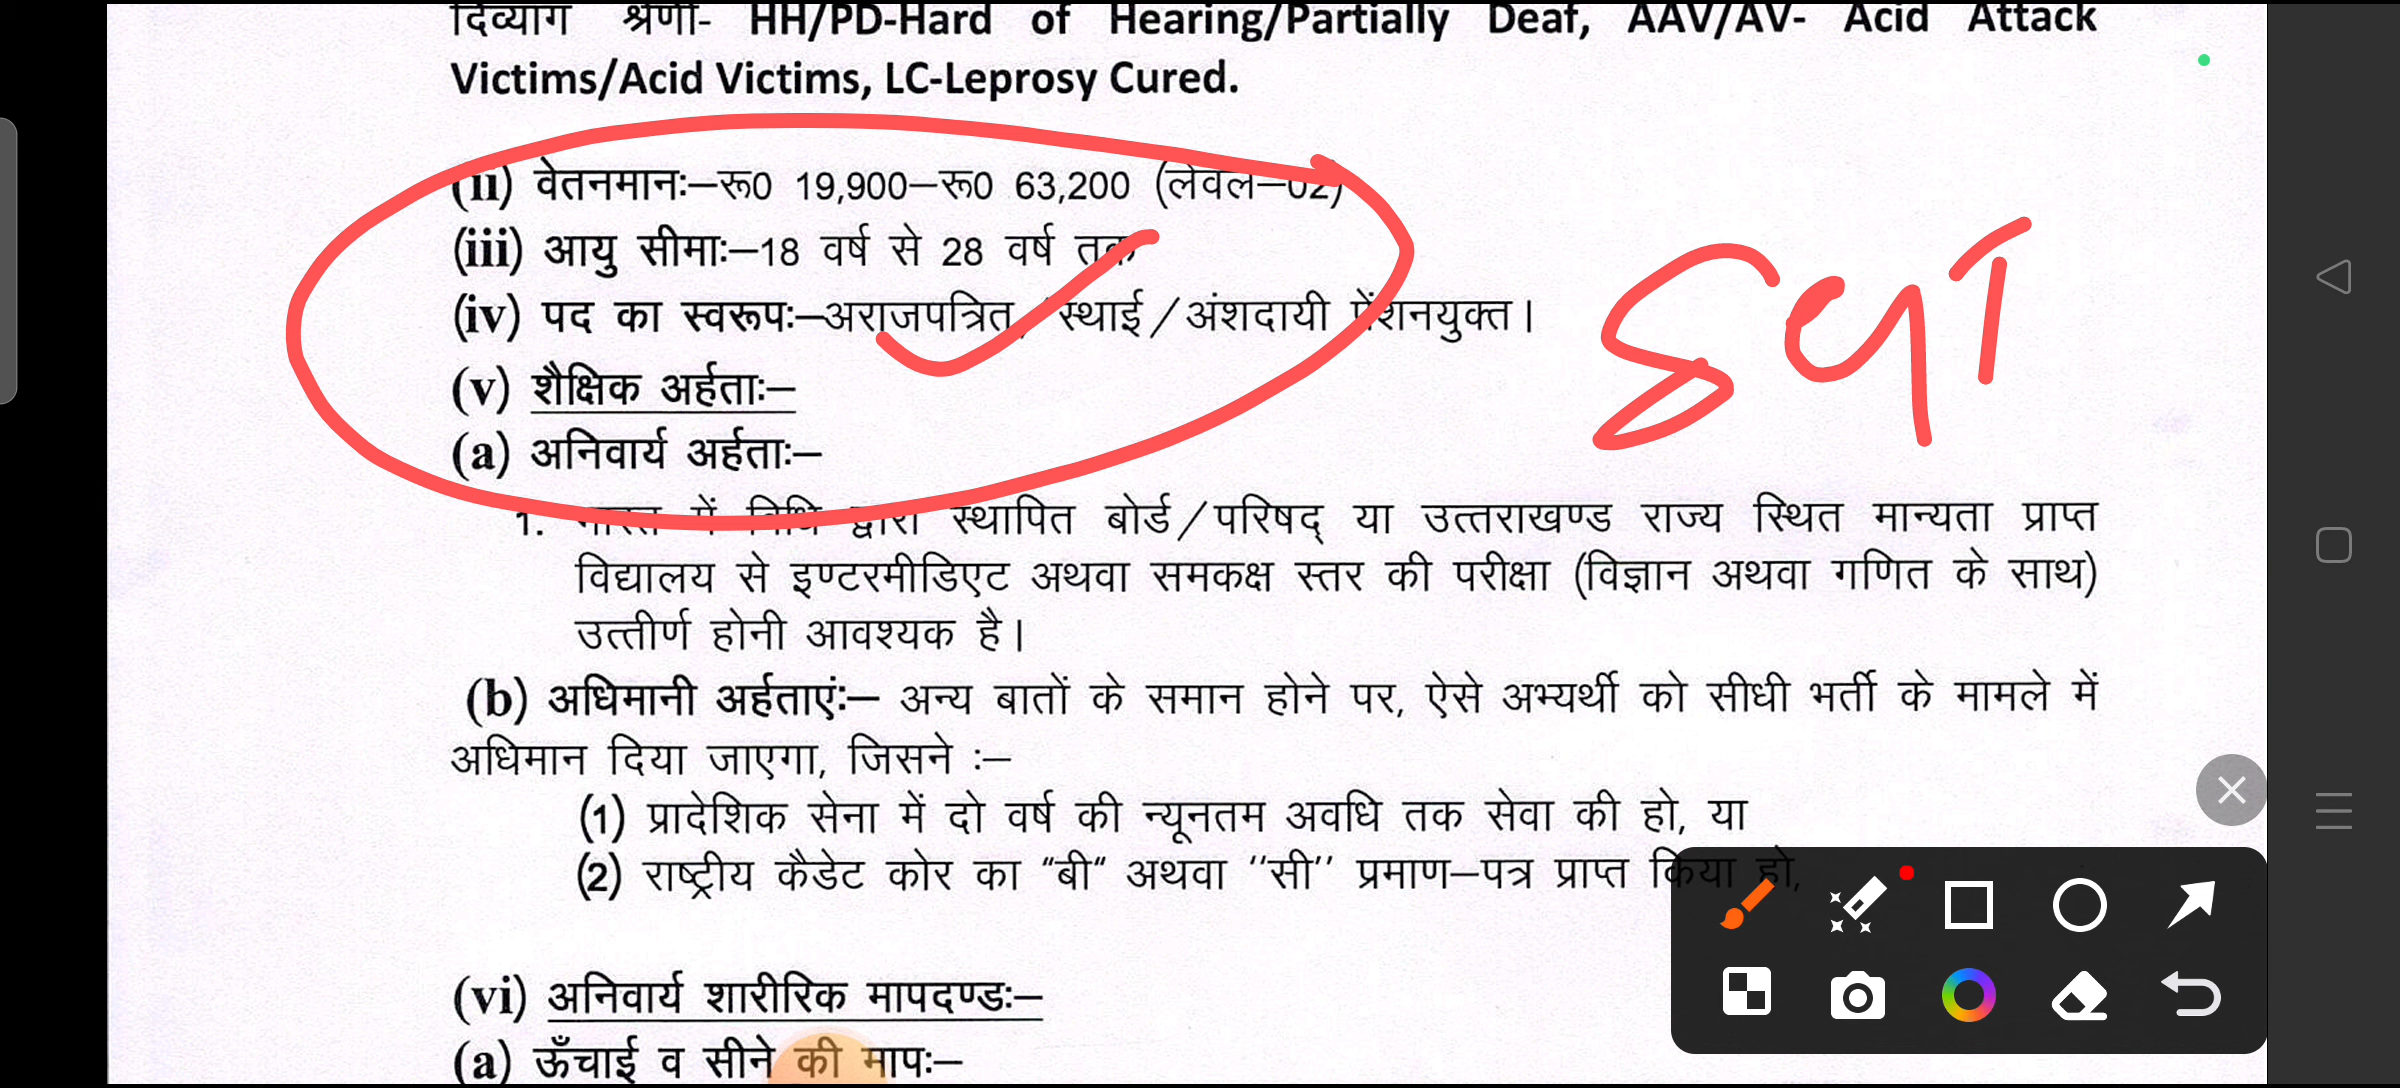 दिव्यांग श्रेणी- HH/PD-Hard of Hearing/Partially Deaf, AAV/AV- Acid Attack
Victims/Acid Victims, LC-Leprosy Cured.
(ii) वेतनमानः–रू0 19,900–रू0 63,200 (लेवल–02)
(iii) आयु सीमाः–18 वर्ष से 28 वर्ष तक
(iv) पद का स्वरूपः–अराजपत्रित/स्थाई/अंशदायी पेंशनयुक्त।
(v) शैक्षिक अर्हताः–
(a) अनिवार्य अर्हताः–
1. भारत में विधि द्वारा स्थापित बोर्ड/परिषद् या उत्तराखण्ड राज्य स्थित मान्यता प्राप्त
विद्यालय से इण्टरमीडिएट अथवा समकक्ष स्तर की परीक्षा (विज्ञान अथवा गणित के साथ)
उत्तीर्ण होनी आवश्यक है।
(b) अधिमानी अर्हताएंः– अन्य बातों के समान होने पर, ऐसे अभ्यर्थी को सीधी भर्ती के मामले में
अधिमान दिया जाएगा, जिसने :–
(1) प्रादेशिक सेना में दो वर्ष की न्यूनतम अवधि तक सेवा की हो, या
(2) राष्ट्रीय कैडेट कोर का "बी" अथवा ''सी'' प्रमाण–पत्र प्राप्त किया हो,
(vi) अनिवार्य शारीरिक मापदण्डः–
(a) ऊँचाई व सीने की मापः–